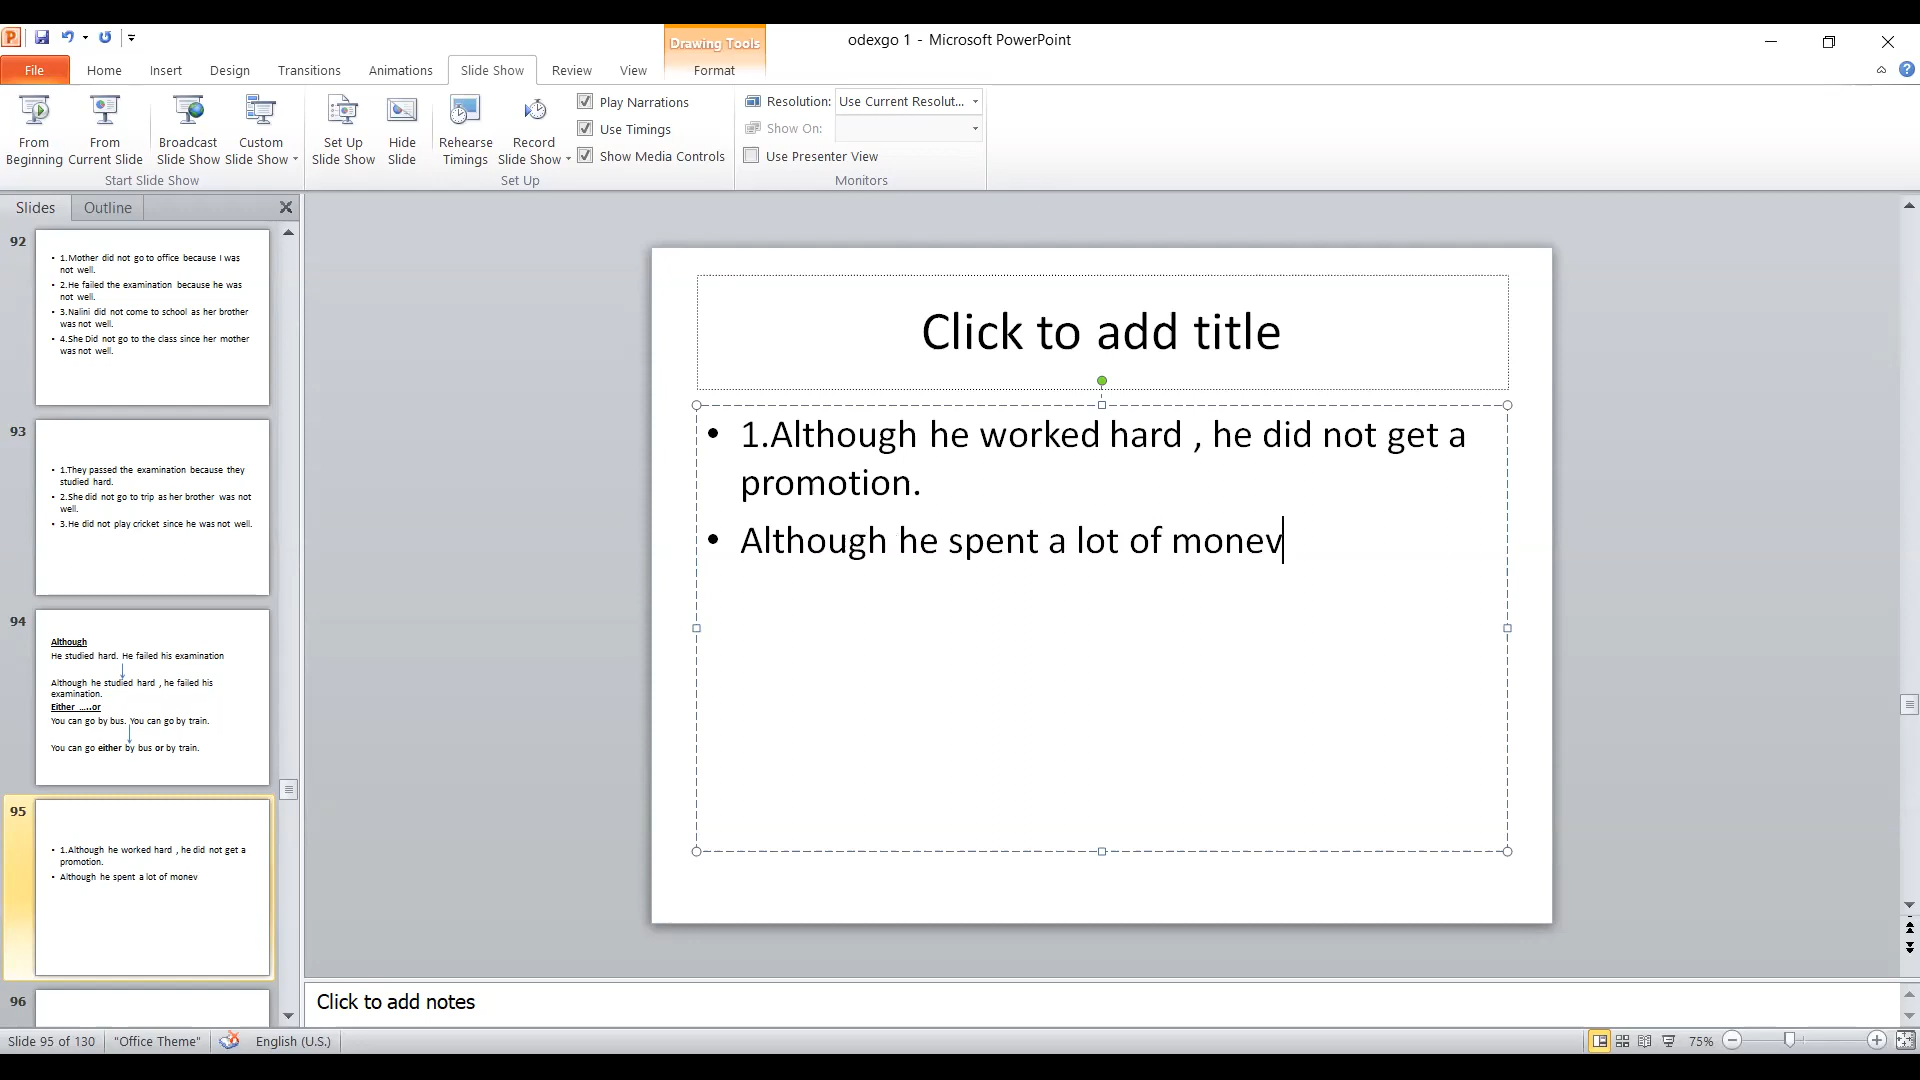 odexgo 1 - Microsoft PowerPoint
Drawing Tools
File Home Insert Design Transitions Animations Slide Show Review View Format
From Beginning
From Current Slide
Broadcast Slide Show
Custom Slide Show
Start Slide Show
Set Up Slide Show
Hide Slide
Rehearse Timings
Record Slide Show
Play Narrations
Use Timings
Show Media Controls
Set Up
Resolution: Use Current Resolut...
Show On:
Use Presenter View
Monitors
Slides Outline
92
• 1.Mother did not go to office because I was
not well.
• 2.He failed the examination because he was
not well.
• 3.Nalini did not come to school as her brother
was not well.
• 4.She Did not go to the class since her mother
was not well.
93
• 1.They passed the examination because they
studied hard.
• 2.She did not go to trip as her brother was not
well.
• 3.He did not play cricket since he was not well.
94
Although
He studied hard. He failed his examination
Although he studied hard , he failed his
examination.
Either …..or
You can go by bus. You can go by train.
You can go either by bus or by train.
95
• 1.Although he worked hard , he did not get a
promotion.
• Although he spent a lot of monev
96
Click to add title
• 1.Although he worked hard , he did not get a
promotion.
• Although he spent a lot of monev
Click to add notes
Slide 95 of 130 "Office Theme" English (U.S.) 75%